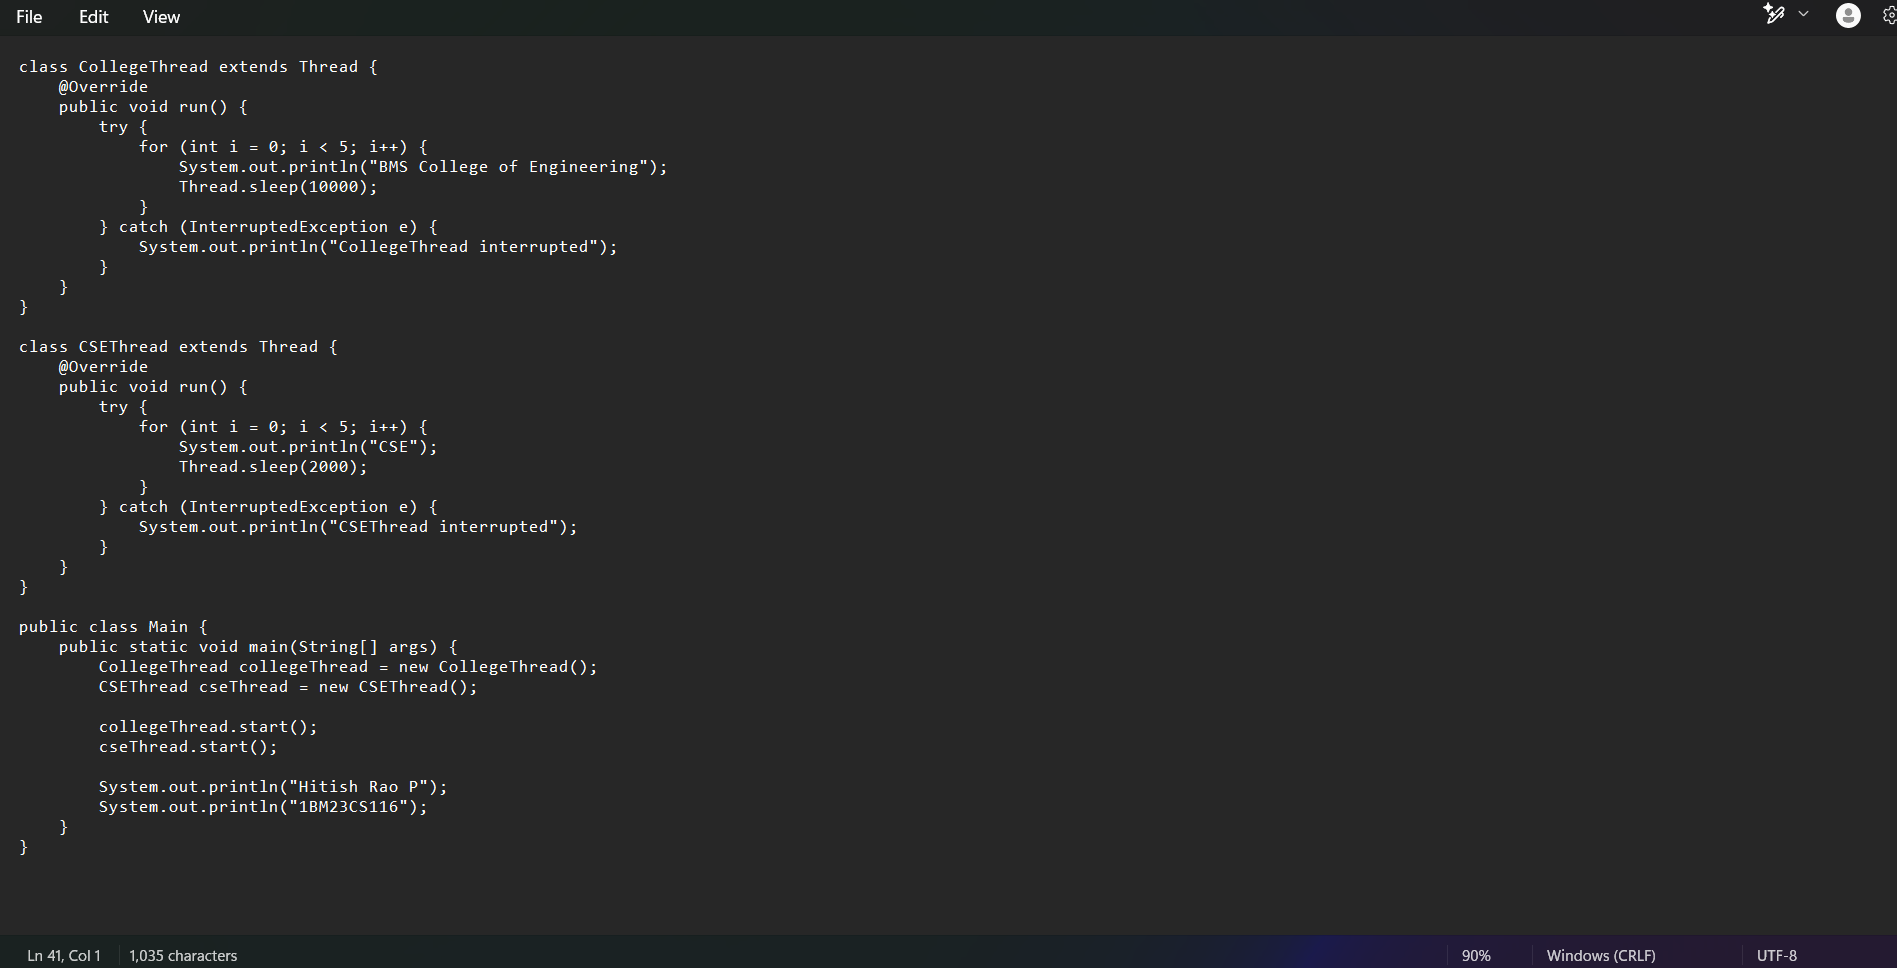 File Edit View
class CollegeThread extends Thread {
    @Override
    public void run() {
        try {
            for (int i = 0; i < 5; i++) {
                System.out.println("BMS College of Engineering");
                Thread.sleep(10000);
            }
        } catch (InterruptedException e) {
            System.out.println("CollegeThread interrupted");
        }
    }
}

class CSEThread extends Thread {
    @Override
    public void run() {
        try {
            for (int i = 0; i < 5; i++) {
                System.out.println("CSE");
                Thread.sleep(2000);
            }
        } catch (InterruptedException e) {
            System.out.println("CSEThread interrupted");
        }
    }
}

public class Main {
    public static void main(String[] args) {
        CollegeThread collegeThread = new CollegeThread();
        CSEThread cseThread = new CSEThread();

        collegeThread.start();
        cseThread.start();

        System.out.println("Hitish Rao P");
        System.out.println("1BM23CS116");
    }
}
Ln 41, Col 1 1,035 characters 90% Windows (CRLF) UTF-8